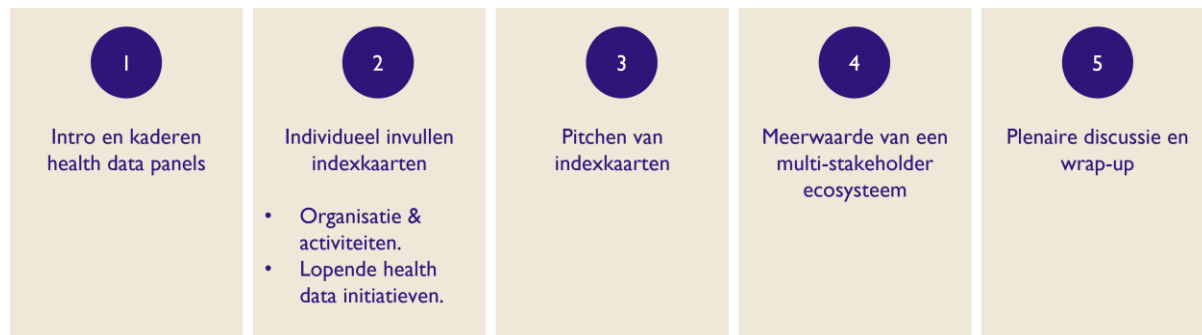 1
Intro en kaderen
health data panels
2
Individueel invullen
indexkaarten
• Organisatie &
activiteiten.
• Lopende health
data initiatieven.
3
Pitchen van
indexkaarten
4
Meerwaarde van een
multi-stakeholder
ecosysteem
5
Plenaire discussie en
wrap-up